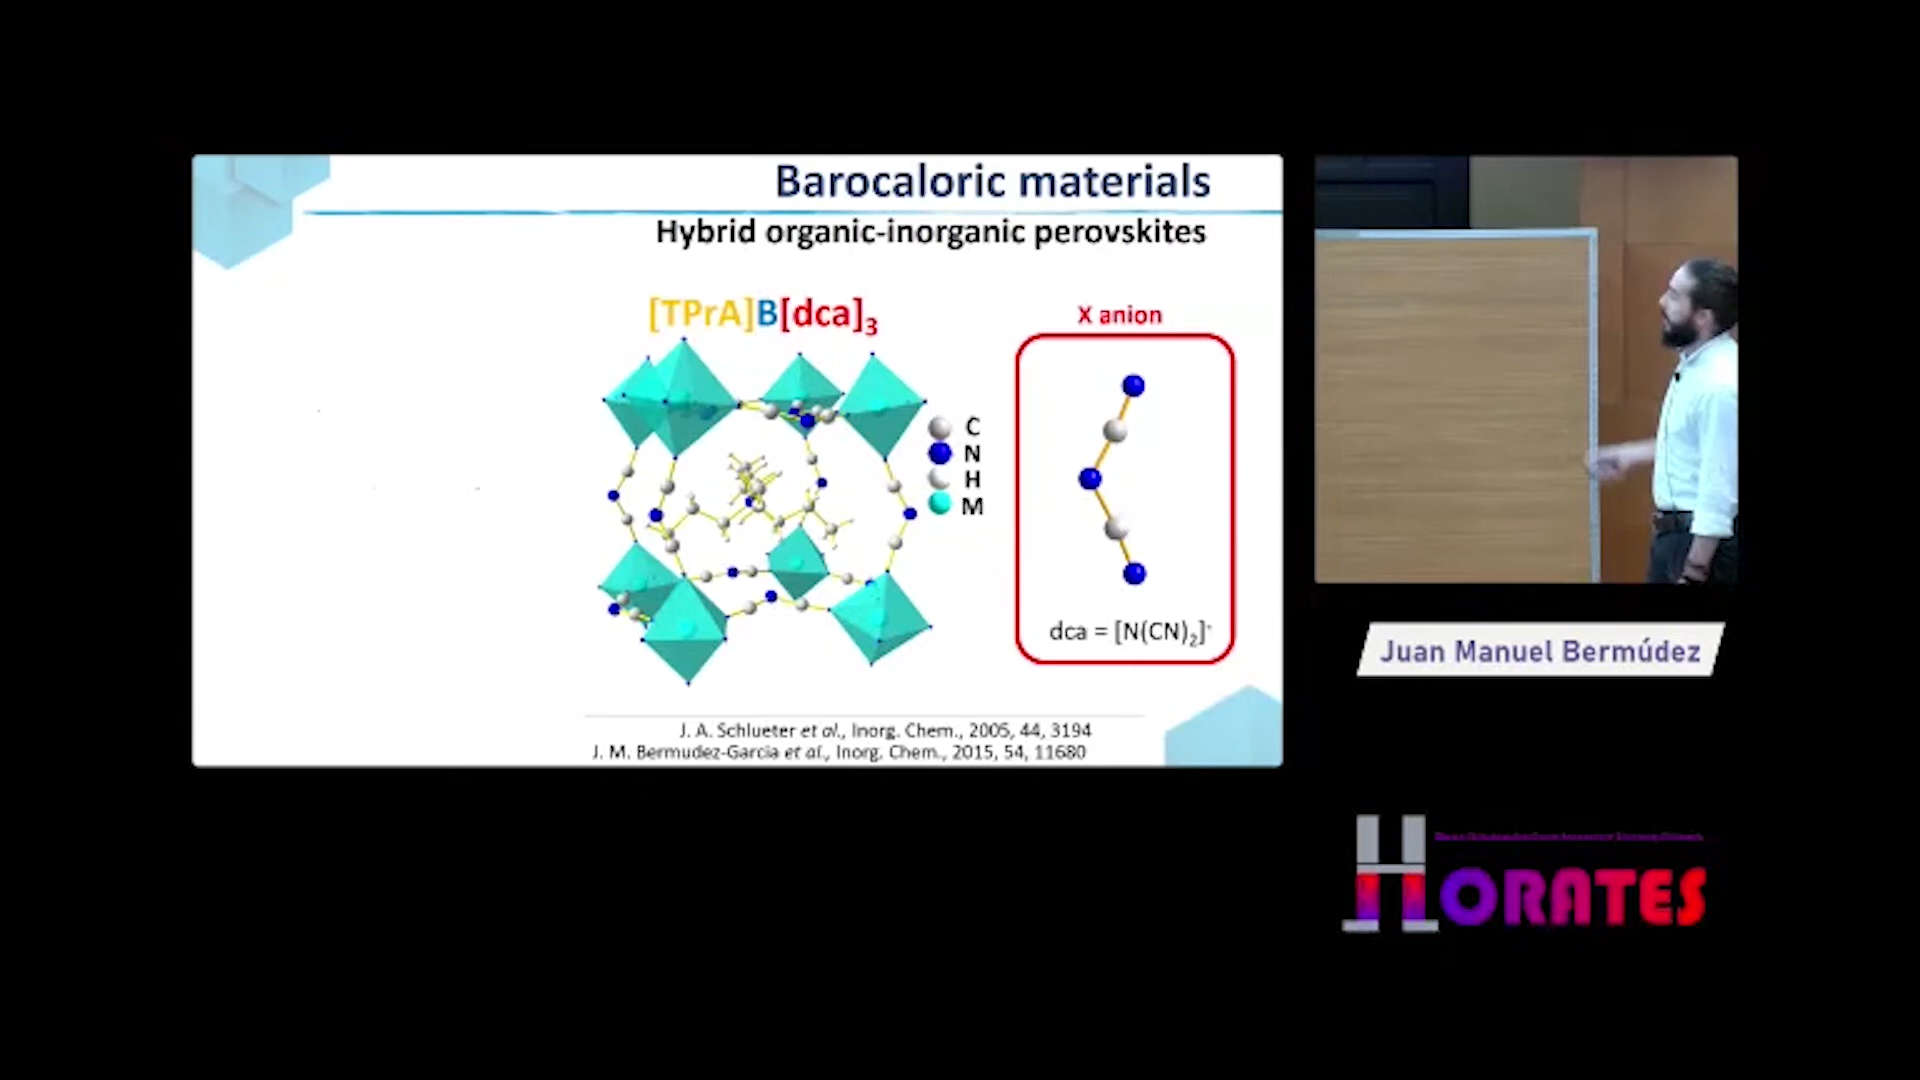 Barocaloric materials
Hybrid organic-inorganic perovskites
[TPrA]B[dca]₃
X anion
C
N
H
M
dca = [N(CN)₂]⁻
J. A. Schlueter et al., Inorg. Chem., 2005, 44, 3194
J. M. Bermudez-Garcia et al., Inorg. Chem., 2015, 54, 11680
Juan Manuel Bermúdez
HORATES